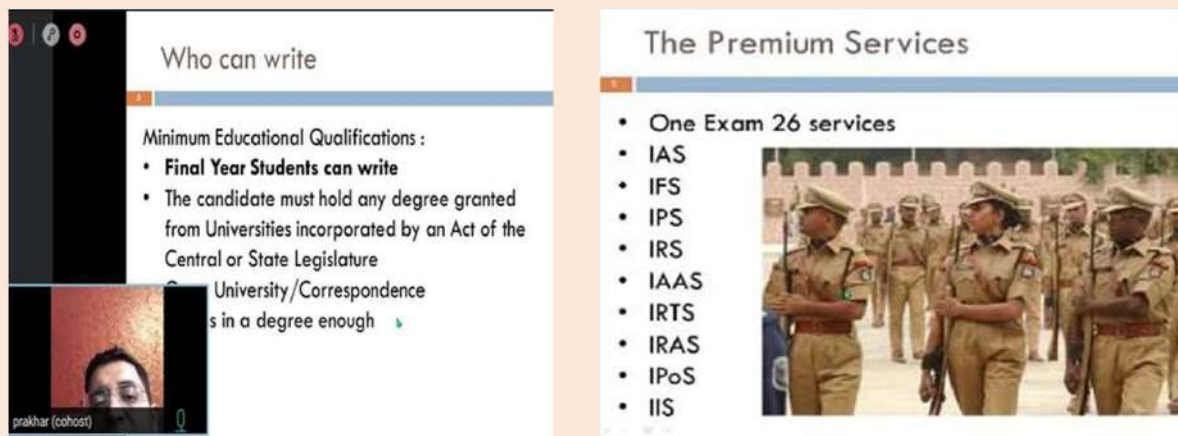 Who can write
3
Minimum Educational Qualifications :
• Final Year Students can write
• The candidate must hold any degree granted
from Universities incorporated by an Act of the
Central or State Legislature
University/Correspondence
s in a degree enough
prakhar (cohost)
The Premium Services
• One Exam 26 services
• IAS
• IFS
• IPS
• IRS
• IAAS
• IRTS
• IRAS
• IPoS
• IIS